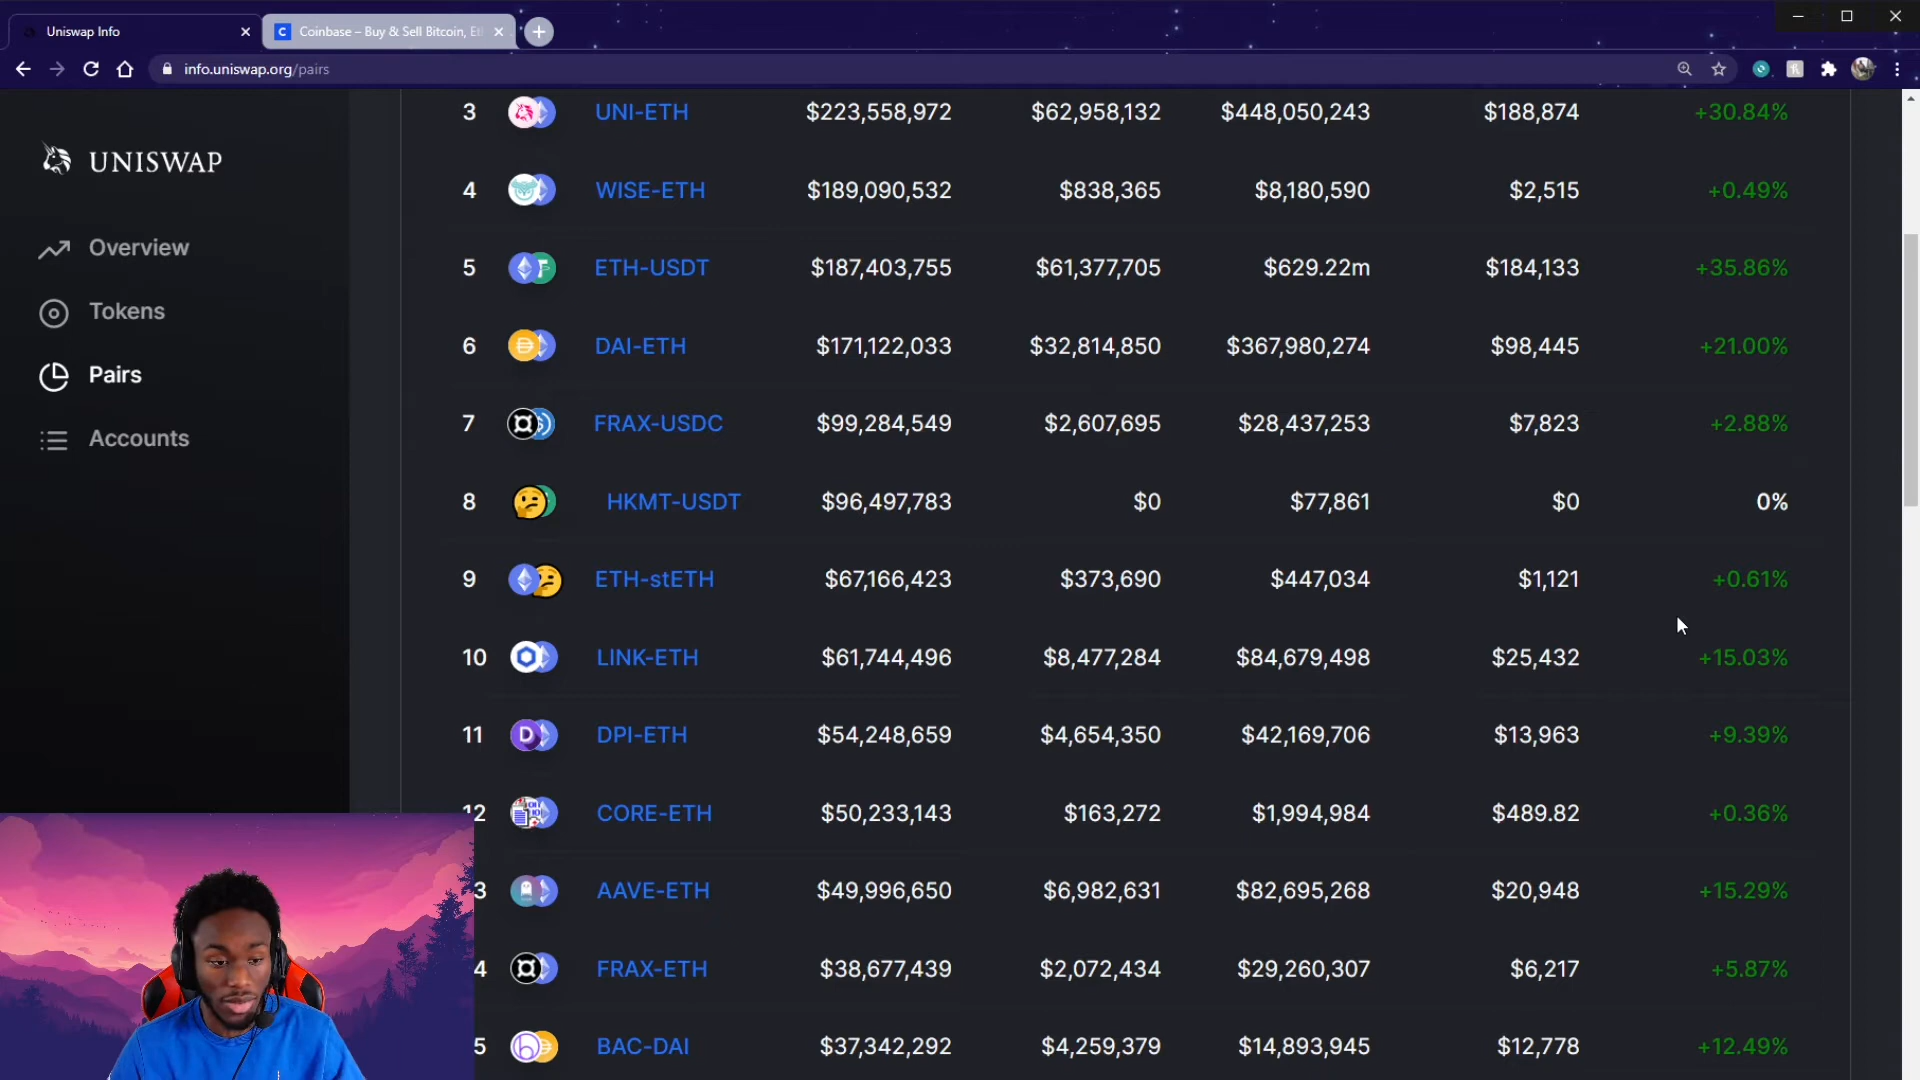 Uniswap Info
Coinbase – Buy & Sell Bitcoin, Et
info.uniswap.org/pairs
UNISWAP
Overview
Tokens
Pairs
Accounts
3 UNI-ETH $223,558,972 $62,958,132 $448,050,243 $188,874 +30.84%
4 WISE-ETH $189,090,532 $838,365 $8,180,590 $2,515 +0.49%
5 ETH-USDT $187,403,755 $61,377,705 $629.22m $184,133 +35.86%
6 DAI-ETH $171,122,033 $32,814,850 $367,980,274 $98,445 +21.00%
7 FRAX-USDC $99,284,549 $2,607,695 $28,437,253 $7,823 +2.88%
8 HKMT-USDT $96,497,783 $0 $77,861 $0 0%
9 ETH-stETH $67,166,423 $373,690 $447,034 $1,121 +0.61%
10 LINK-ETH $61,744,496 $8,477,284 $84,679,498 $25,432 +15.03%
11 DPI-ETH $54,248,659 $4,654,350 $42,169,706 $13,963 +9.39%
12 CORE-ETH $50,233,143 $163,272 $1,994,984 $489.82 +0.36%
3 AAVE-ETH $49,996,650 $6,982,631 $82,695,268 $20,948 +15.29%
4 FRAX-ETH $38,677,439 $2,072,434 $29,260,307 $6,217 +5.87%
5 BAC-DAI $37,342,292 $4,259,379 $14,893,945 $12,778 +12.49%